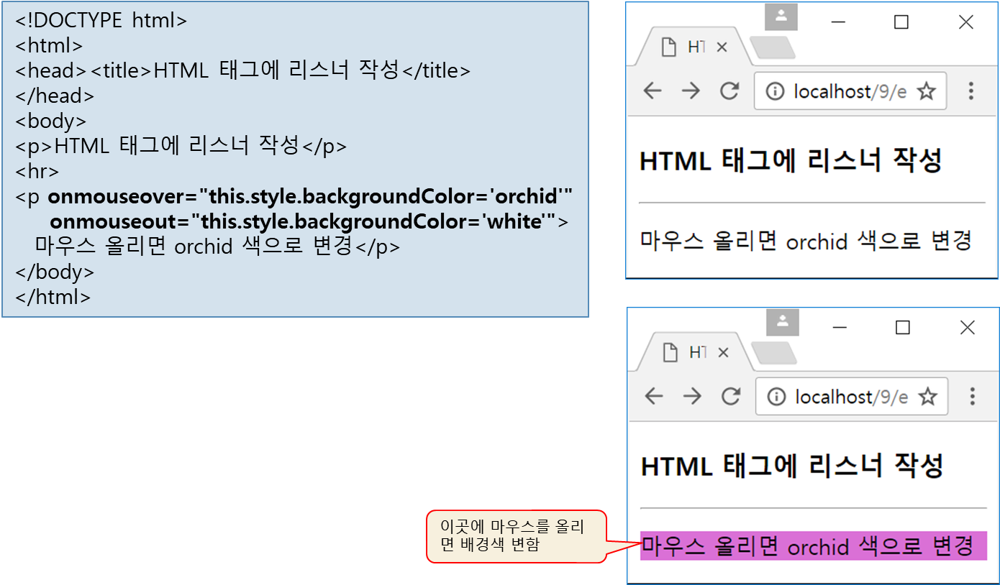 <!DOCTYPE html>
<html>
<head><title>HTML 태그에 리스너 작성</title>
</head>
<body>
<p>HTML 태그에 리스너 작성</p>
<hr>
<p onmouseover="this.style.backgroundColor='orchid'"
onmouseout="this.style.backgroundColor='white'">
마우스 올리면 orchid 색으로 변경</p>
</body>
</html>
HT
localhost/9/e
HTML 태그에 리스너 작성
마우스 올리면 orchid 색으로 변경
HT
localhost/9/e
HTML 태그에 리스너 작성
이곳에 마우스를 올리
면 배경색 변함
마우스 올리면 orchid 색으로 변경